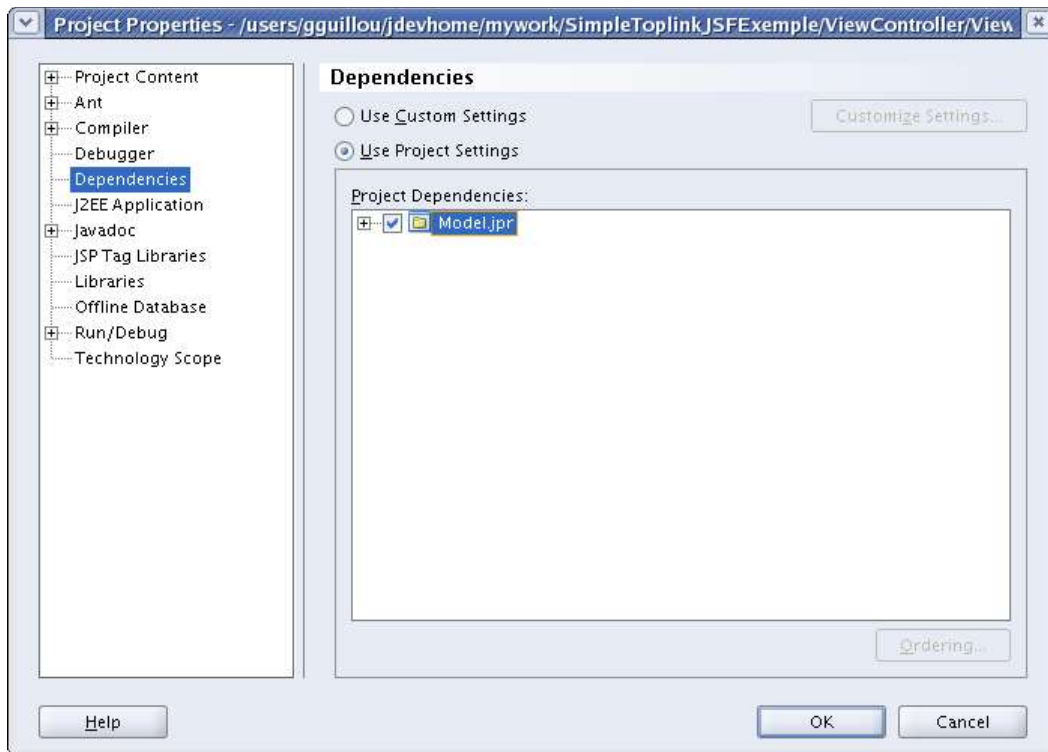 Project Properties - /users/gguillou/jdevhome/mywork/SimpleToplinkJSFExemple/ViewController/View
Project Content
Ant
Compiler
Debugger
Dependencies
J2EE Application
Javadoc
JSP Tag Libraries
Libraries
Offline Database
Run/Debug
Technology Scope
Dependencies
Use Custom Settings
Customize Settings...
Use Project Settings
Project Dependencies:
Model.jpr
Ordering...
Help
OK
Cancel